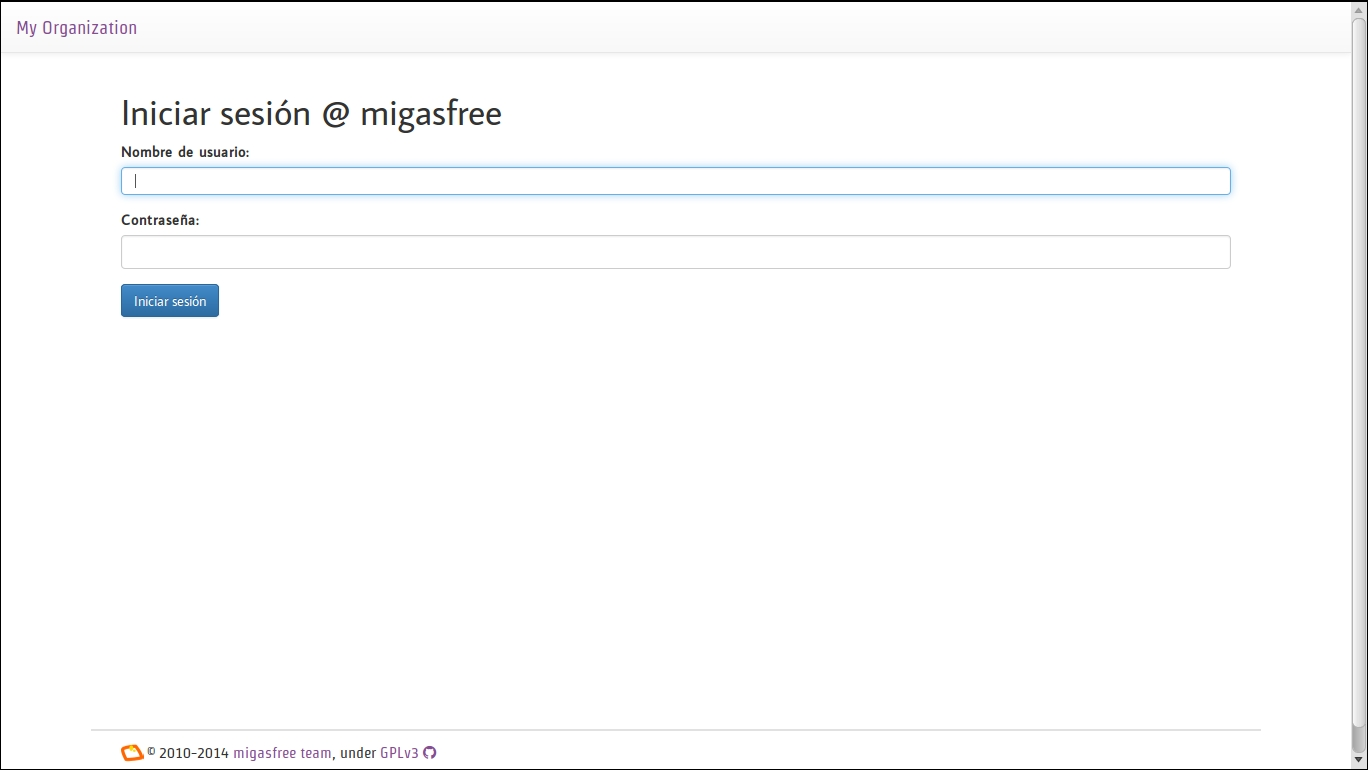 My Organization
Iniciar sesión @ migasfree
Nombre de usuario:
Contraseña:
Iniciar sesión
© 2010-2014 migasfree team, under GPLv3